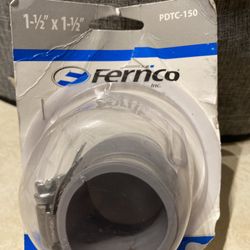 1-½" x 1-½"
PDTC-150
Fernco
Inc.